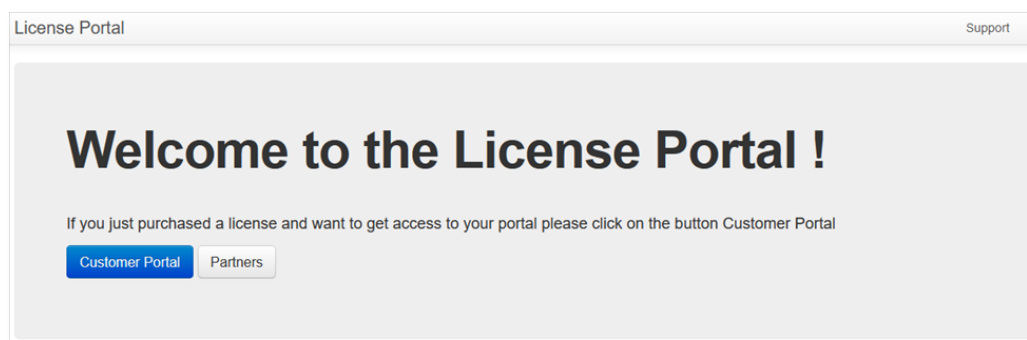 License Portal Support
Welcome to the License Portal !
If you just purchased a license and want to get access to your portal please click on the button Customer Portal
Customer Portal Partners